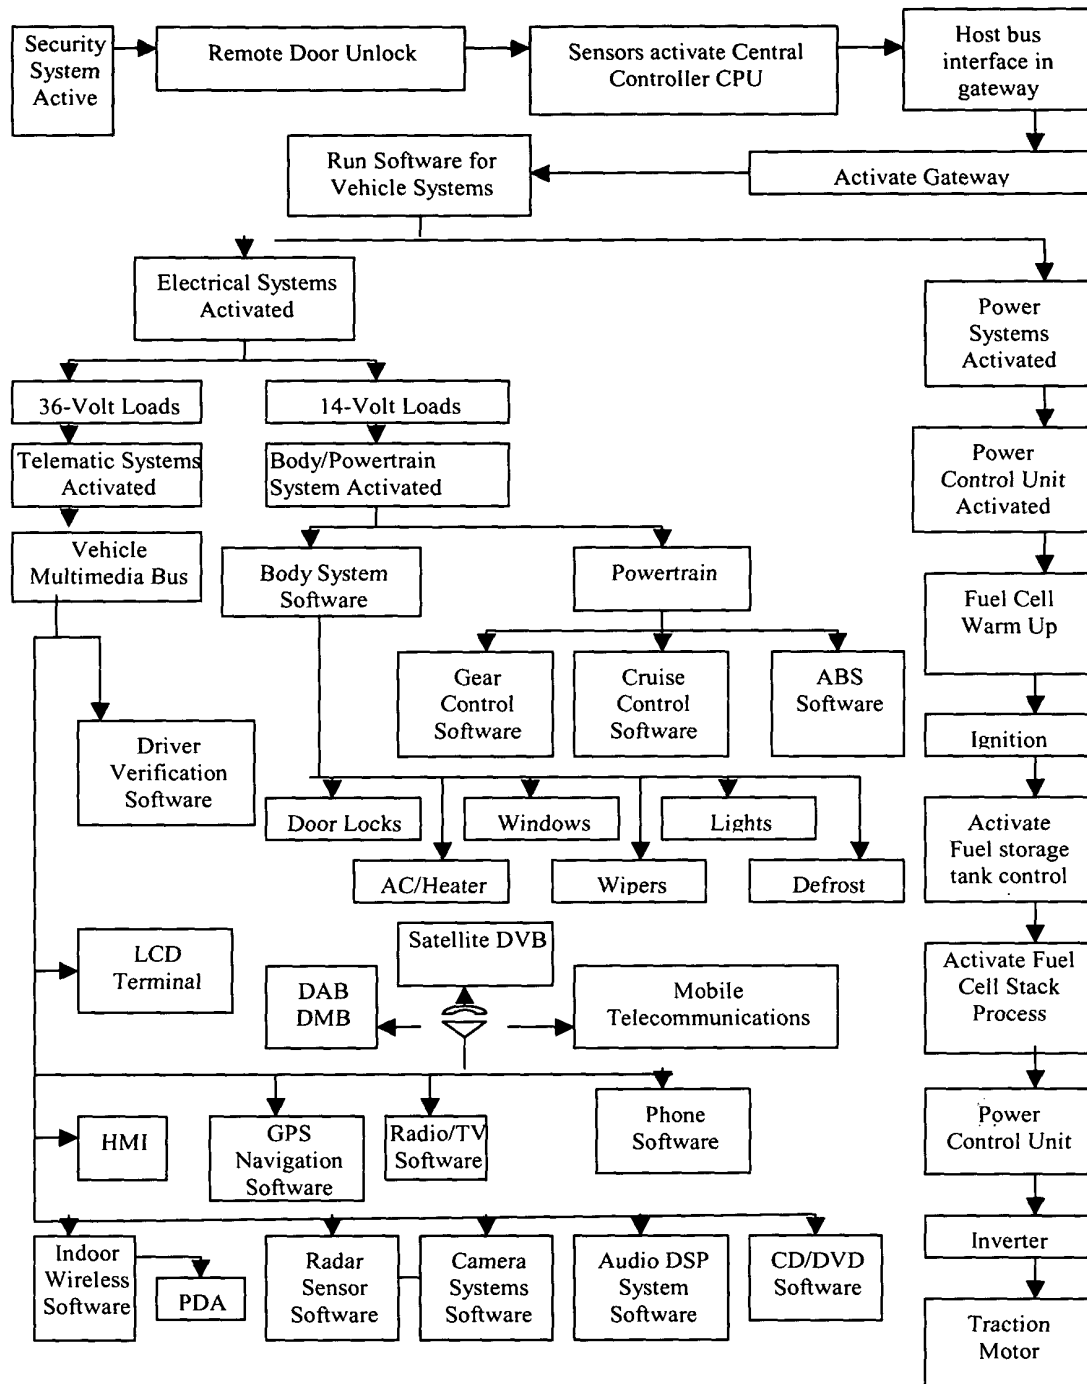 Security
System
Active
Remote Door Unlock
Sensors activate Central
Controller CPU
Host bus
interface in
gateway
Run Software for
Vehicle Systems
Activate Gateway
Electrical Systems
Activated
Power
Systems
Activated
36-Volt Loads
14-Volt Loads
Telematic Systems
Activated
Body/Powertrain
System Activated
Power
Control Unit
Activated
Vehicle
Multimedia Bus
Body System
Software
Powertrain
Fuel Cell
Warm Up
Gear
Control
Software
Cruise
Control
Software
ABS
Software
Driver
Verification
Software
Ignition
Door Locks
Windows
Lights
Activate
Fuel storage
tank control
AC/Heater
Wipers
Defrost
LCD
Terminal
Satellite DVB
DAB
DMB
Mobile
Telecommunications
Activate Fuel
Cell Stack
Process
HMI
GPS
Navigation
Software
Radio/TV
Software
Phone
Software
Power
Control Unit
Indoor
Wireless
Software
PDA
Radar
Sensor
Software
Camera
Systems
Software
Audio DSP
System
Software
CD/DVD
Software
Inverter
Traction
Motor